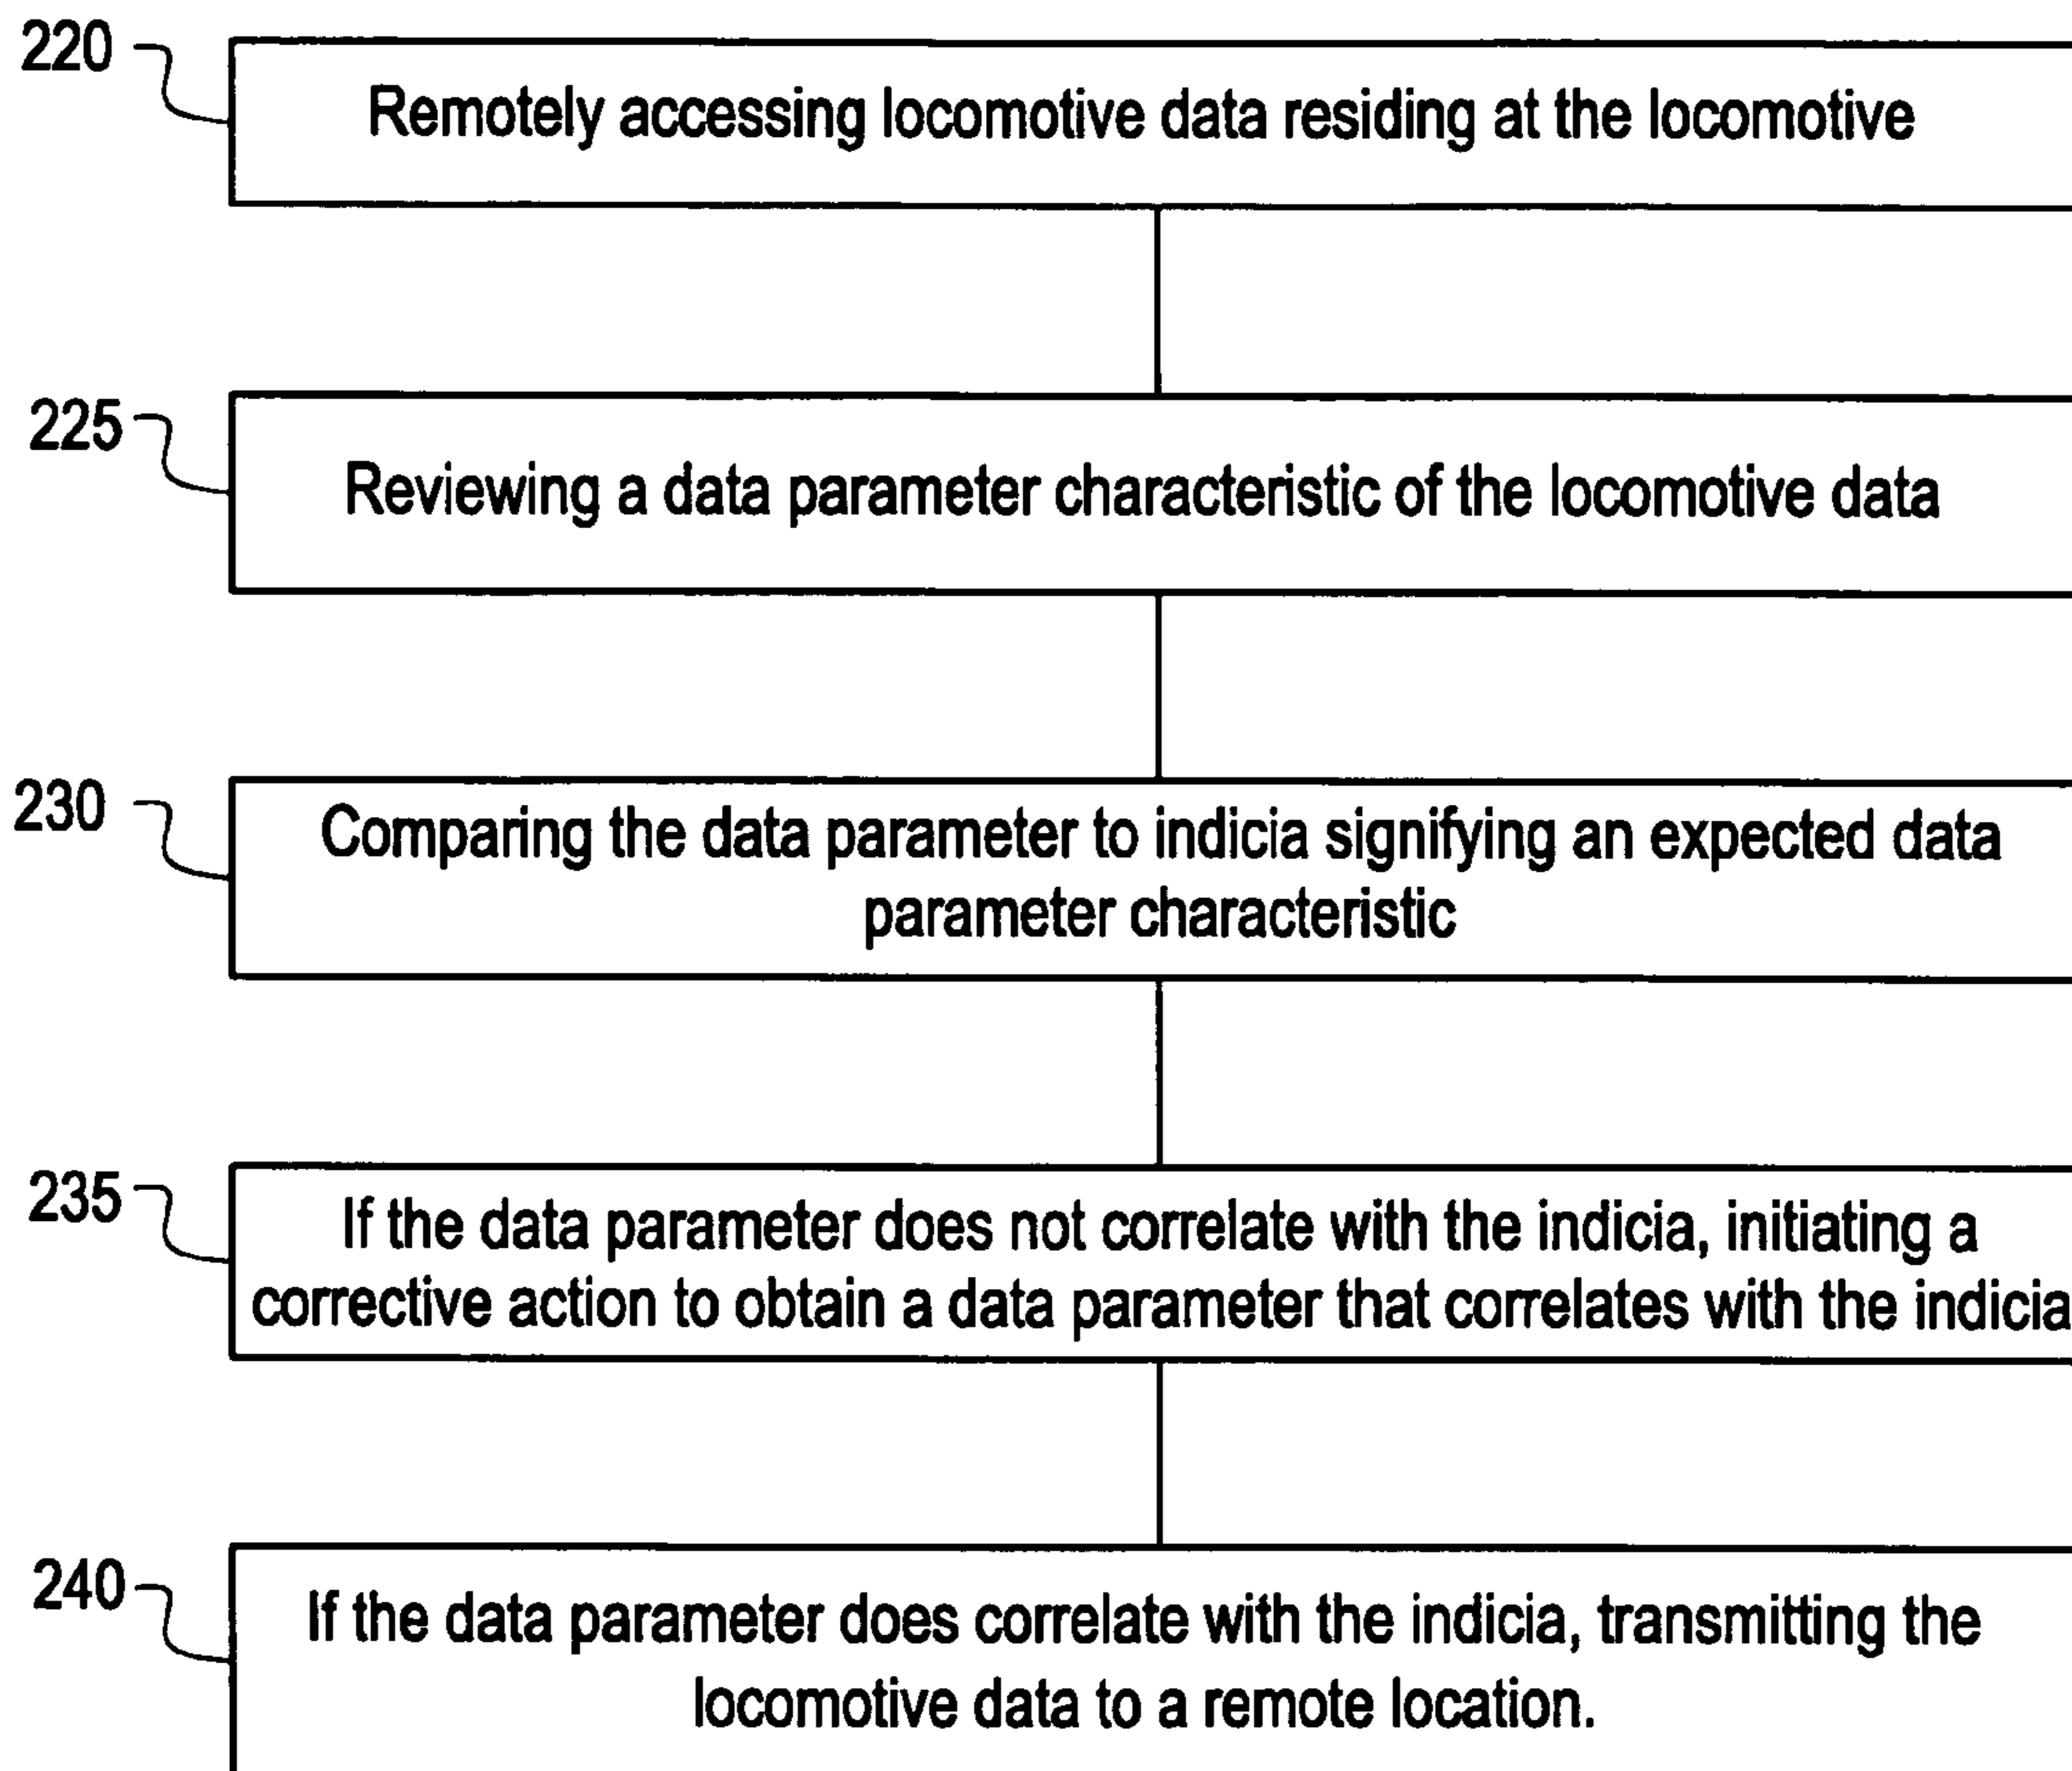 220
Remotely accessing locomotive data residing at the locomotive
225
Reviewing a data parameter characteristic of the locomotive data
230
Comparing the data parameter to indicia signifying an expected data
parameter characteristic
235
If the data parameter does not correlate with the indicia, initiating a
corrective action to obtain a data parameter that correlates with the indicia
240
If the data parameter does correlate with the indicia, transmitting the
locomotive data to a remote location.